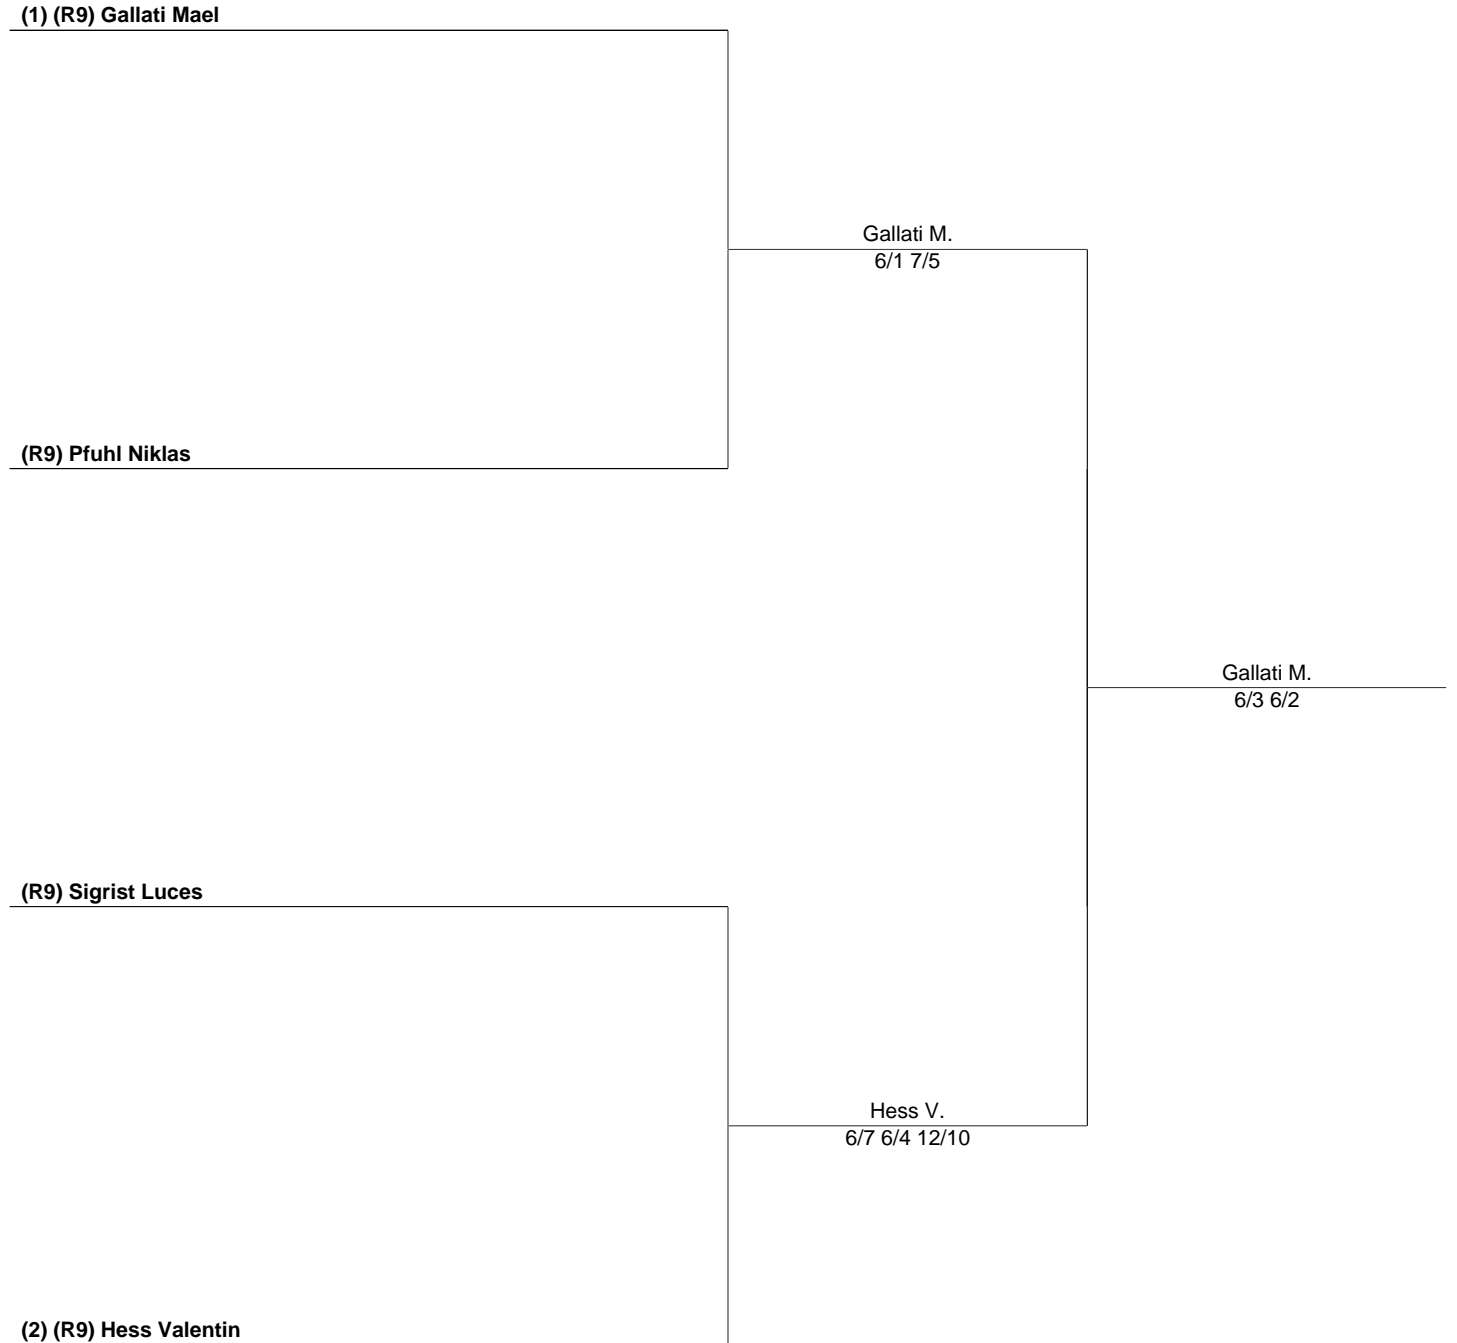 (1) (R9) Gallati Mael
Gallati M.
6/1 7/5
(R9) Pfuhl Niklas
Gallati M.
6/3 6/2
(R9) Sigrist Luces
Hess V.
6/7 6/4 12/10
(2) (R9) Hess Valentin